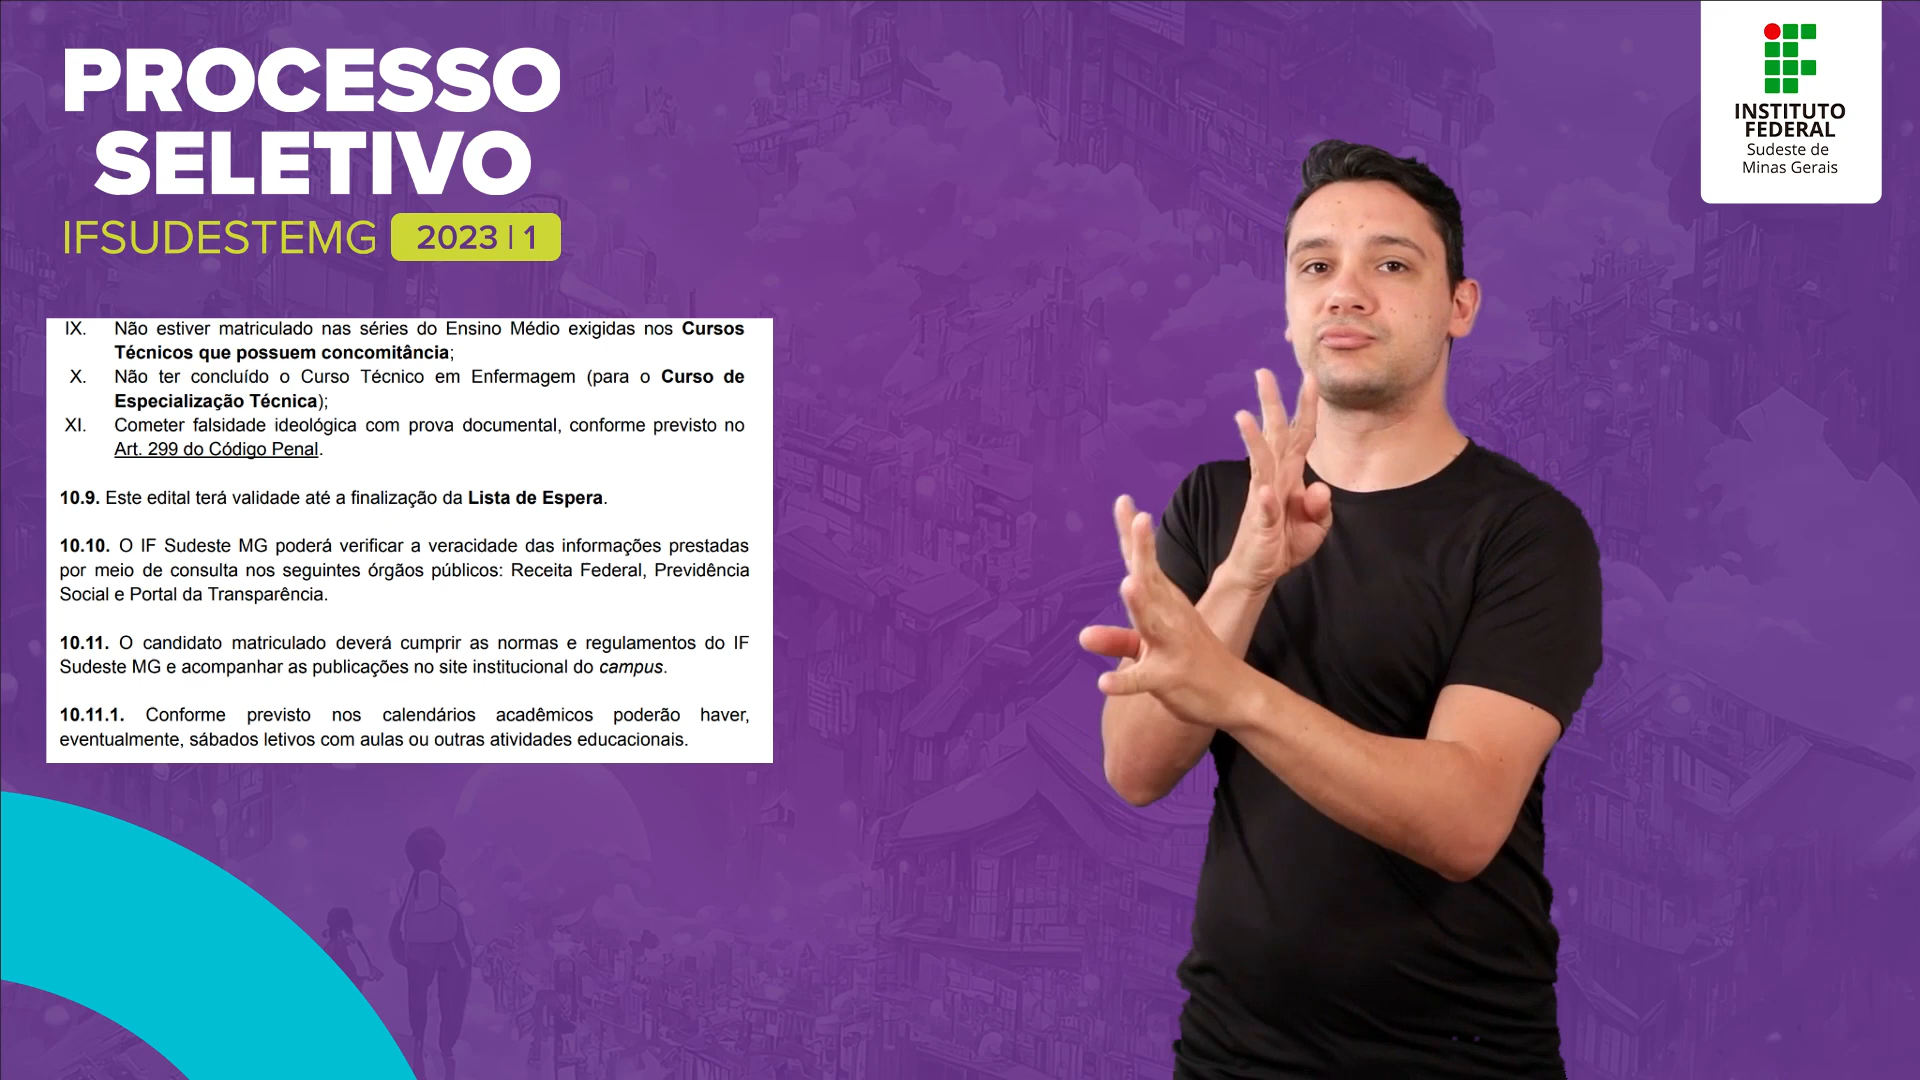 PROCESSO
SELETIVO
IFSUDESTEMG 2023 | 1
INSTITUTO
FEDERAL
Sudeste de
Minas Gerais
IX. Não estiver matriculado nas séries do Ensino Médio exigidas nos Cursos
Técnicos que possuem concomitância;
X. Não ter concluído o Curso Técnico em Enfermagem (para o Curso de
Especialização Técnica);
XI. Cometer falsidade ideológica com prova documental, conforme previsto no
Art. 299 do Código Penal.
10.9. Este edital terá validade até a finalização da Lista de Espera.
10.10. O IF Sudeste MG poderá verificar a veracidade das informações prestadas
por meio de consulta nos seguintes órgãos públicos: Receita Federal, Previdência
Social e Portal da Transparência.
10.11. O candidato matriculado deverá cumprir as normas e regulamentos do IF
Sudeste MG e acompanhar as publicações no site institucional do campus.
10.11.1. Conforme previsto nos calendários acadêmicos poderão haver,
eventualmente, sábados letivos com aulas ou outras atividades educacionais.